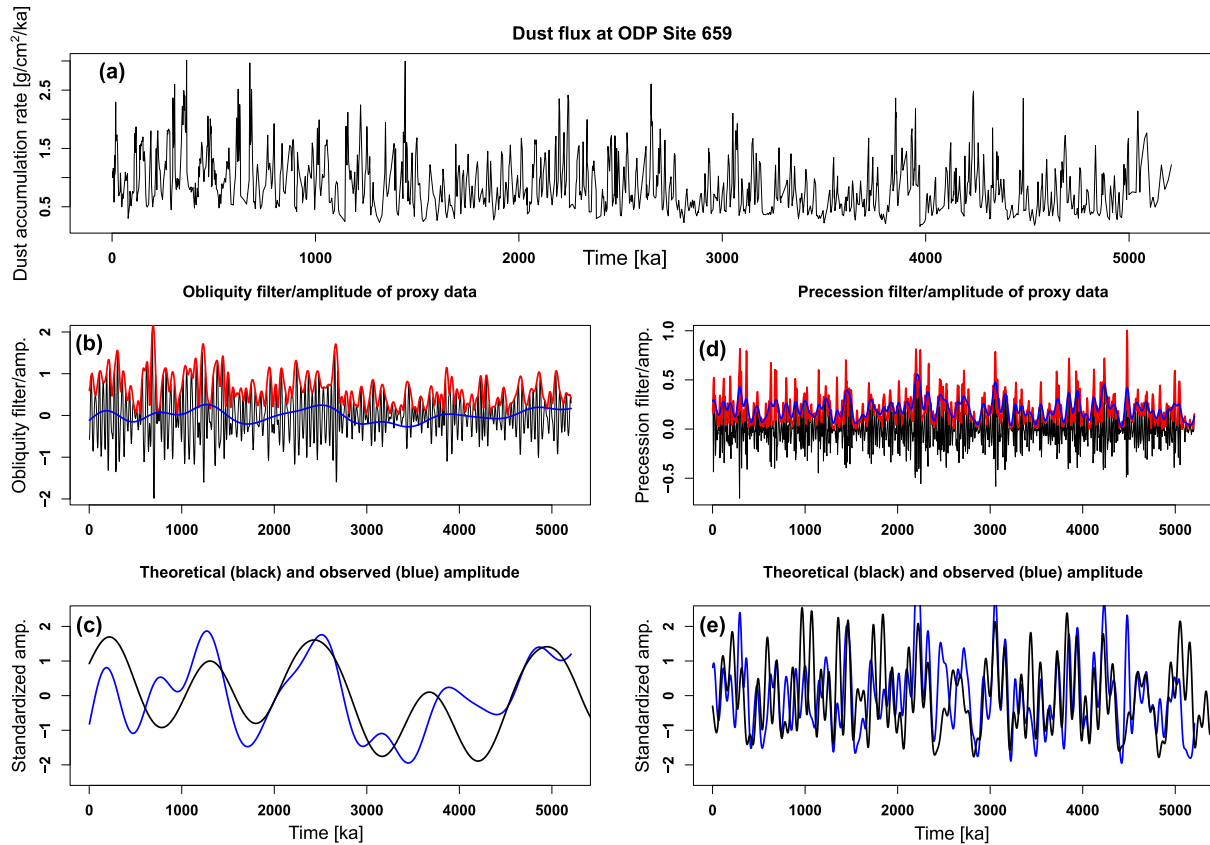 Dust flux at ODP Site 659
Dust accumulation rate [g/cm²/ka]
(a)
2.5
1.5
0.5
0 1000 2000 3000 4000 5000
Time [ka]
Obliquity filter/amplitude of proxy data
Obliquity filter/amp.
(b)
2
1
0
−1
−2
0 1000 2000 3000 4000 5000
Precession filter/amplitude of proxy data
Precession filter/amp.
(d)
1.0
0.5
0.0
−0.5
0 1000 2000 3000 4000 5000
Theoretical (black) and observed (blue) amplitude
Standardized amp.
(c)
2
1
0
−1
−2
0 1000 2000 3000 4000 5000
Time [ka]
Theoretical (black) and observed (blue) amplitude
Standardized amp.
(e)
2
1
0
−1
−2
0 1000 2000 3000 4000 5000
Time [ka]